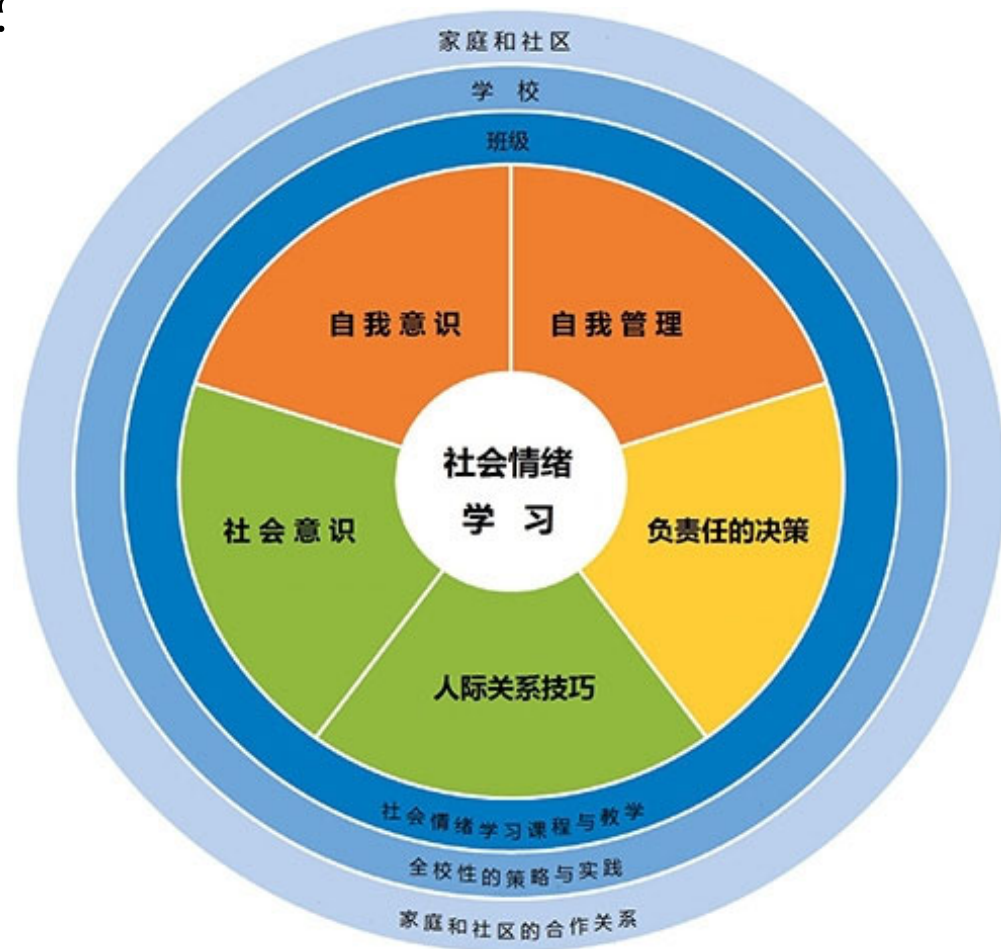 家庭和社区
学 校
班级
自我意识
自我管理
社会情绪
学 习
社会意识
负责任的决策
人际关系技巧
社会情绪学习课程与教学
全校性的策略与实践
家庭和社区的合作关系